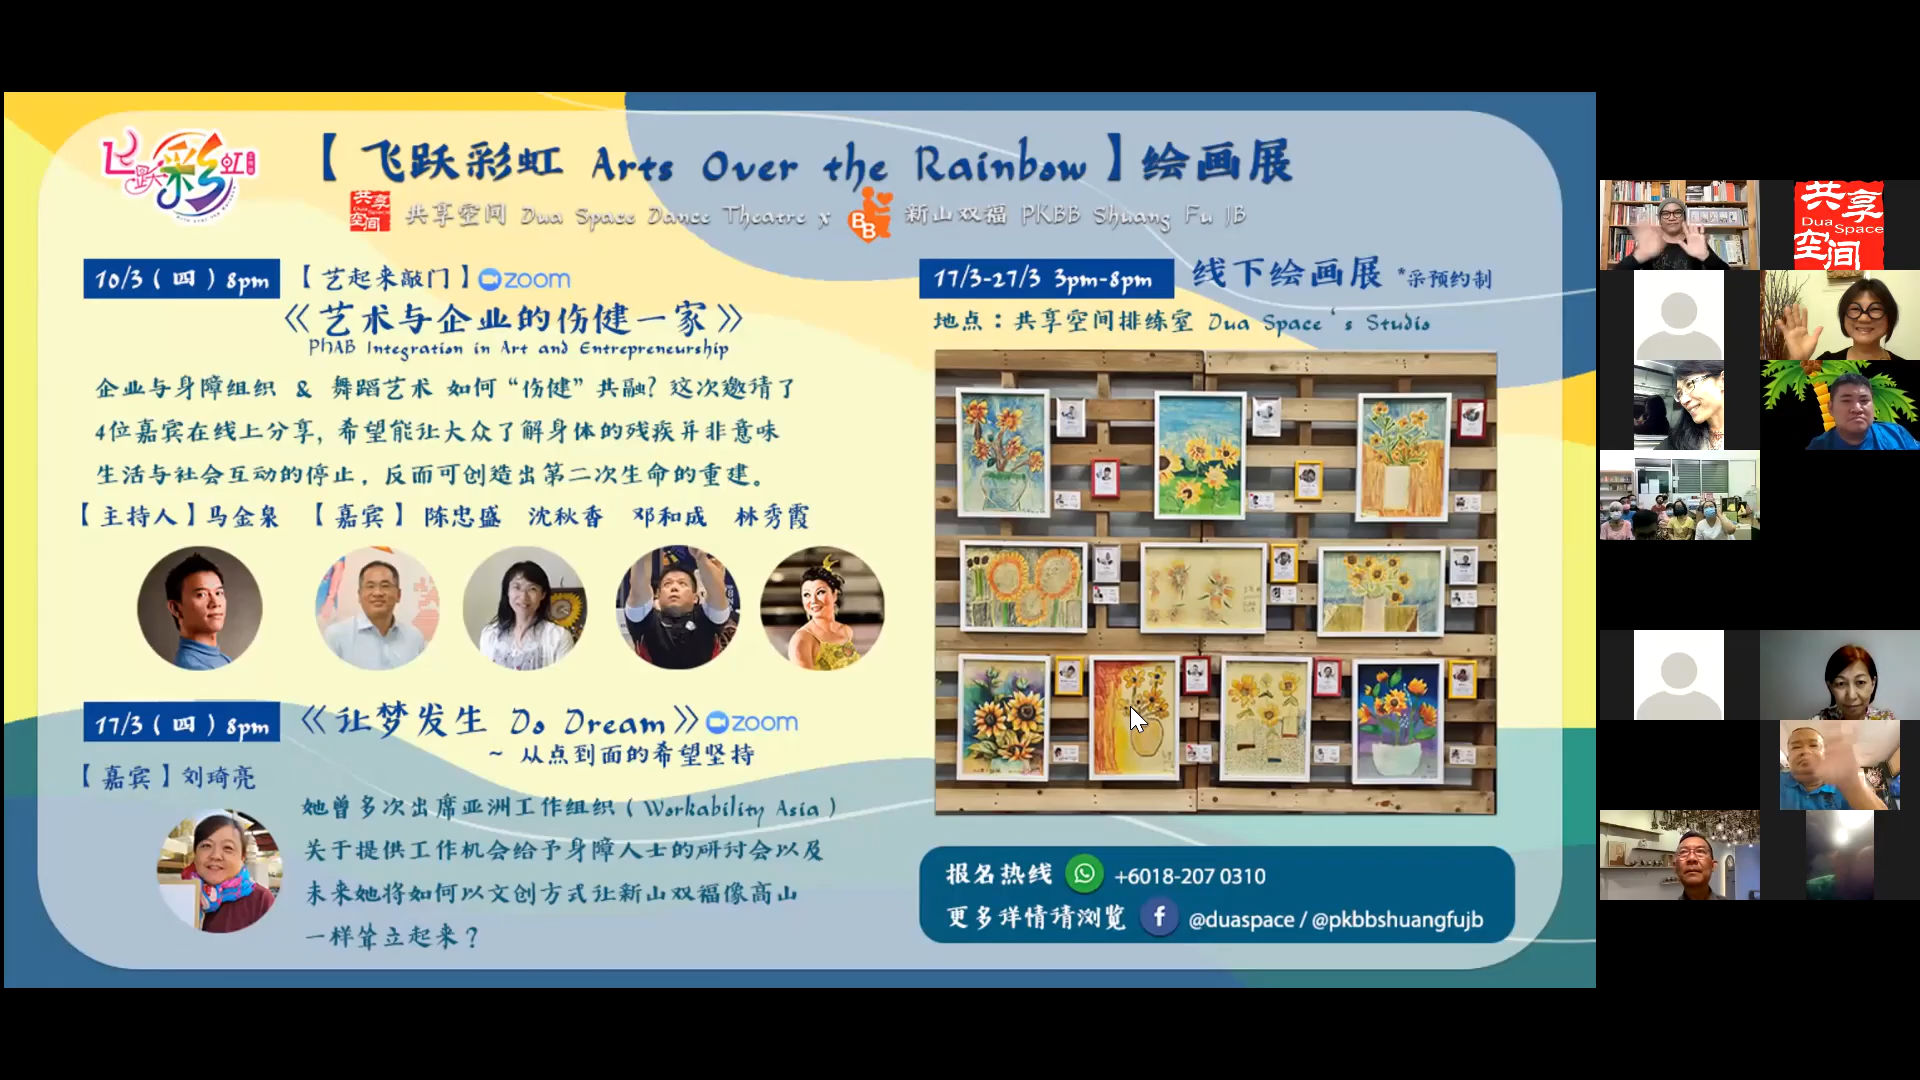 飞跃彩虹
【 飞跃彩虹 Arts Over the Rainbow 】绘画展
共享空间 Dua Space Dance Theatre x BB 新山双福 PKBB Shuang Fu JB
10/3 ( 四 ) 8pm 【 艺起来敲门 】 zoom
《 艺术与企业的伤健一家 》
PhAB Integration in Art and Entrepreneurship
企业与身障组织 & 舞蹈艺术 如何“伤健”共融? 这次邀请了
4位嘉宾在线上分享, 希望能让大众了解身体的残疾并非意味
生活与社会互动的停止，反而可创造出第二次生命的重建。
【 主持人 】马金泉 【 嘉宾 】 陈忠盛 沈秋香 邓和成 林秀霞
17/3 ( 四 ) 8pm 《 让梦发生 Do Dream 》 zoom
~ 从点到面的希望坚持
【 嘉宾 】刘琦亮
她曾多次出席亚洲工作组织 ( Workability Asia )
关于提供工作机会给予身障人士的研讨会以及
未来她将如何以文创方式让新山双福像高山
一样耸立起来？
17/3-27/3 3pm-8pm 线下绘画展 *采预约制
地点：共享空间排练室 Dua Space's Studio
报名热线 +6018-207 0310
更多详情请浏览 @duaspace / @pkbbshuangfujb
共享
Dua Space
空间